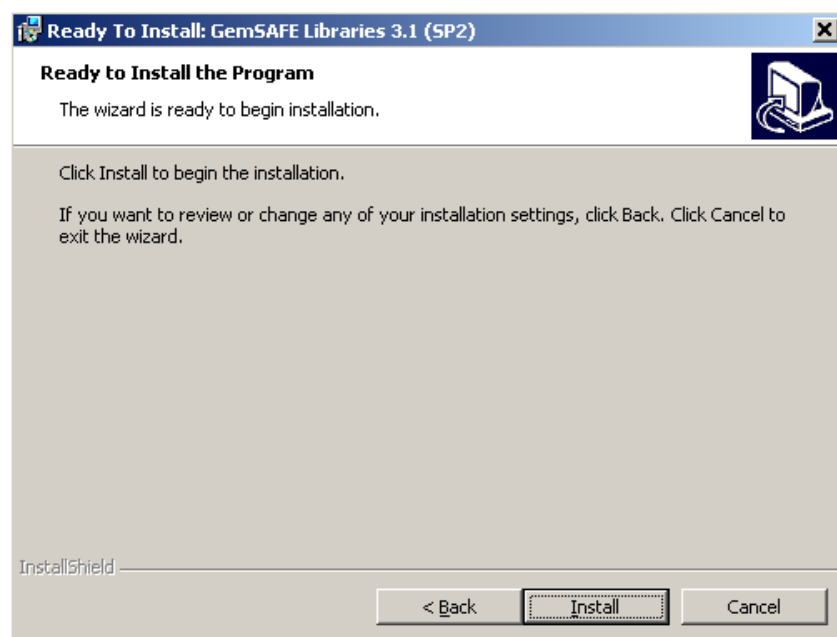 Ready To Install: GemSAFE Libraries 3.1 (SP2)
Ready to Install the Program
The wizard is ready to begin installation.
Click Install to begin the installation.
If you want to review or change any of your installation settings, click Back. Click Cancel to
exit the wizard.
InstallShield
< Back
Install
Cancel